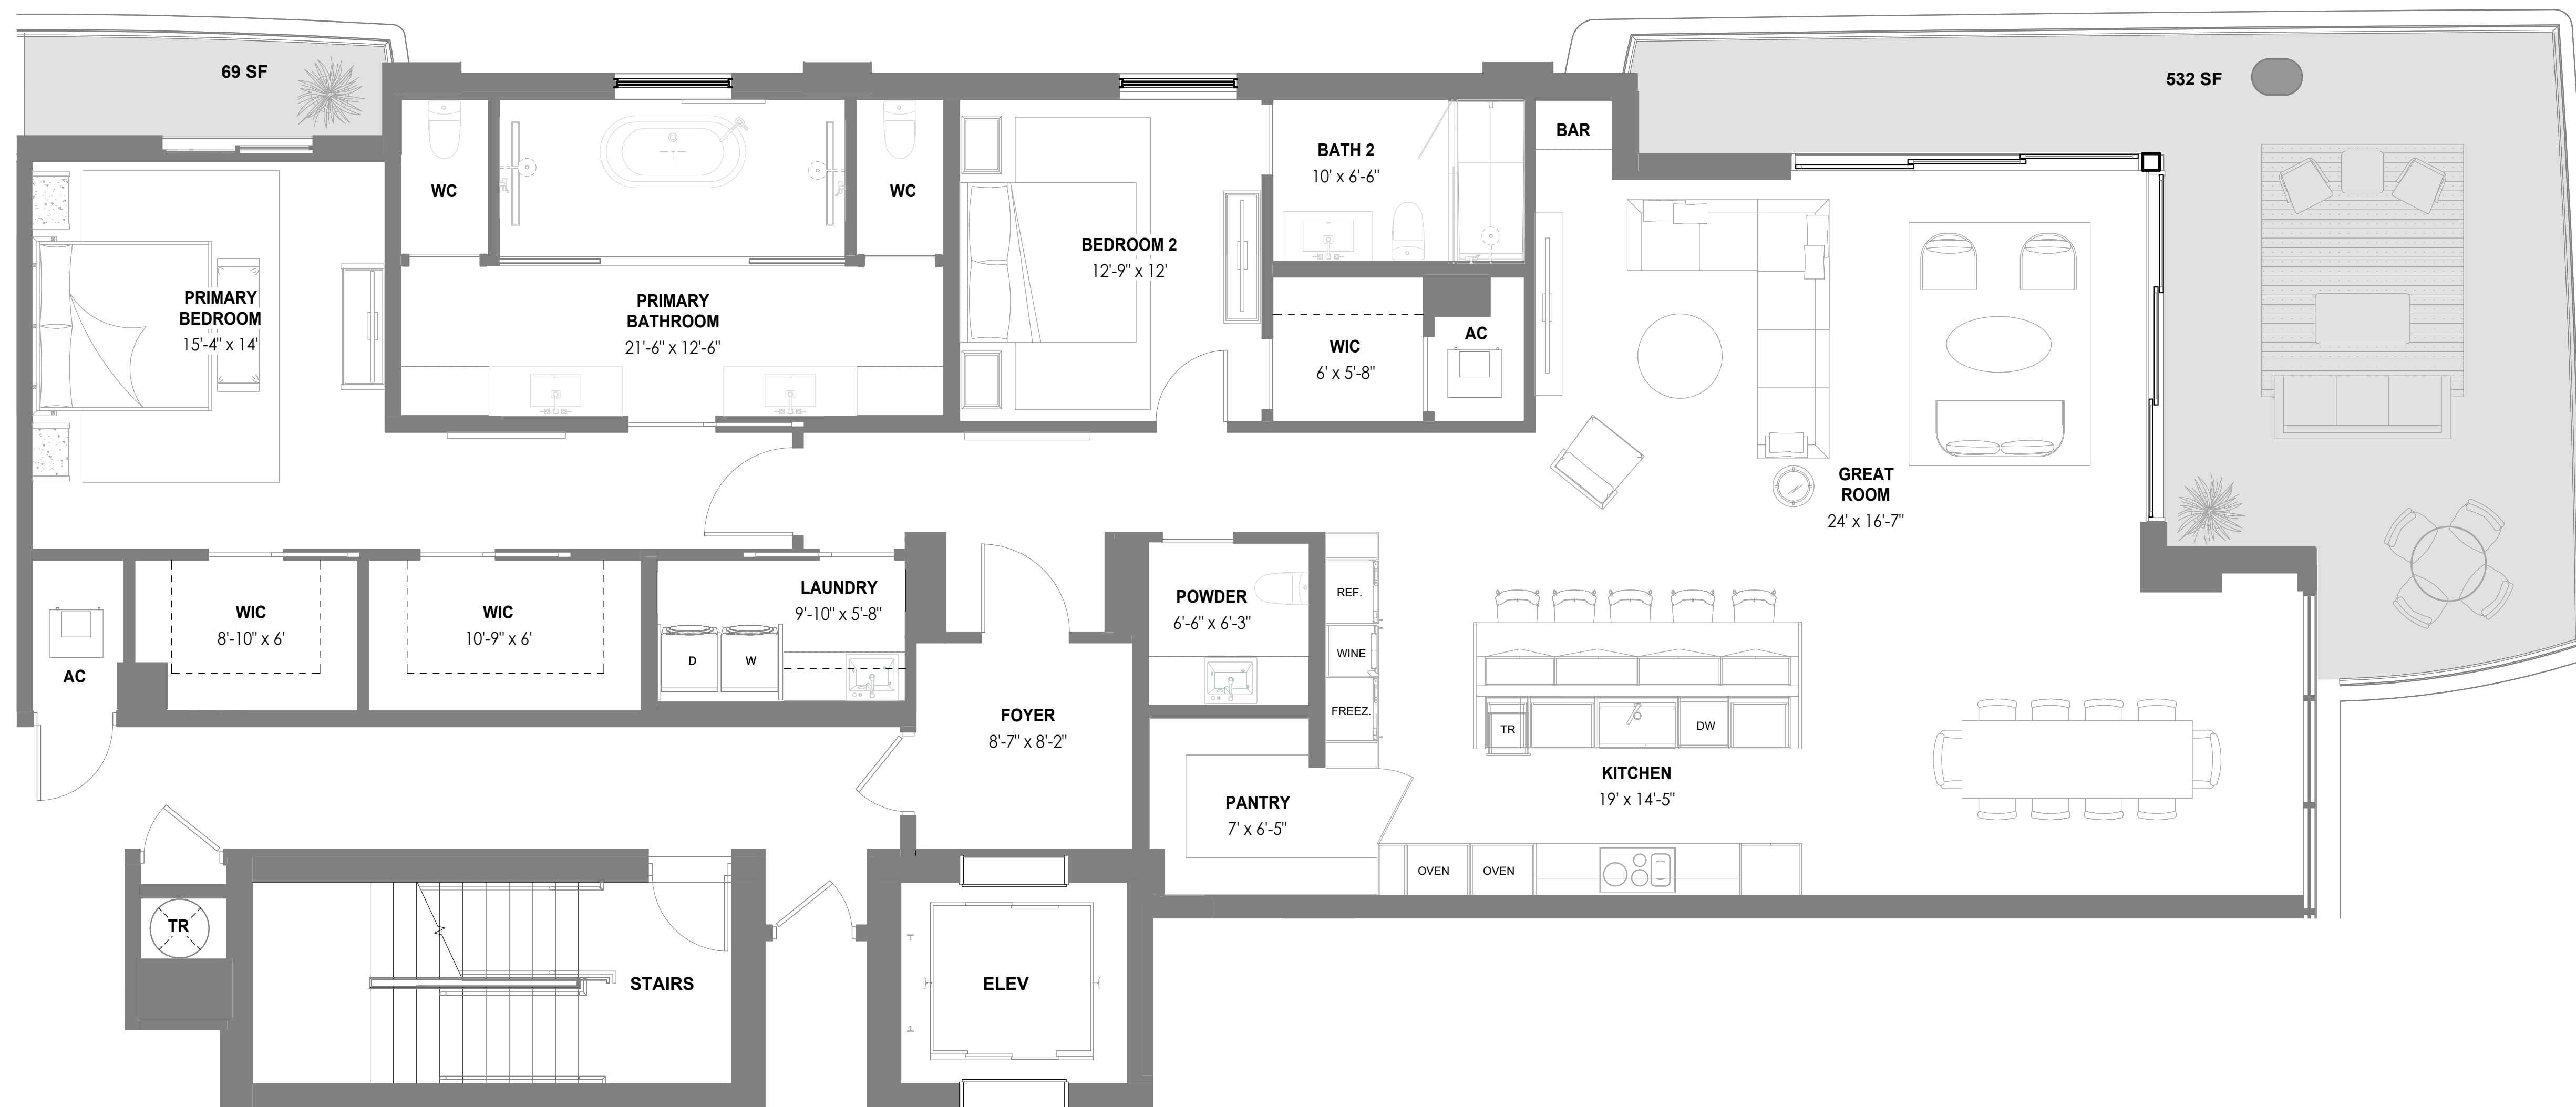 69 SF
532 SF
WC
WC
BATH 2
10' x 6'-6"
BAR
PRIMARY
BEDROOM
15'-4" x 14'
PRIMARY
BATHROOM
21'-6" x 12'-6"
BEDROOM 2
12'-9" x 12'
WIC
6' x 5'-8"
AC
GREAT
ROOM
24' x 16'-7"
AC
WIC
8'-10" x 6'
WIC
10'-9" x 6'
LAUNDRY
9'-10" x 5'-8"
D
W
FOYER
8'-7" x 8'-2"
POWDER
6'-6" x 6'-3"
REF.
WINE
FREEZ.
TR
DW
KITCHEN
19' x 14'-5"
PANTRY
7' x 6'-5"
OVEN
OVEN
TR
STAIRS
ELEV